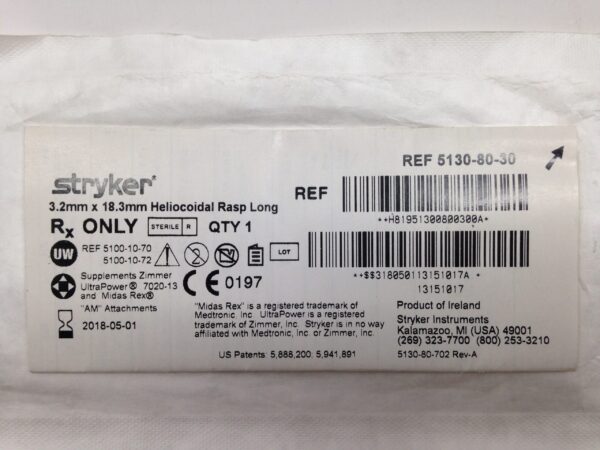 REF 5130-80-30
stryker®
3.2mm x 18.3mm Heliocoidal Rasp Long
REF
*+H81951300800300A*
Rx ONLY STERILE R QTY 1
UW REF 5100-10-70
5100-10-72
LOT
*+$$318050113151017A*
13151017
Supplements Zimmer
UltraPower® 7020-13
and Midas Rex®
CE 0197
"AM" Attachments
2018-05-01
"Midas Rex" is a registered trademark of
Medtronic, Inc. UltraPower is a registered
trademark of Zimmer, Inc. Stryker is in no way
affiliated with Medtronic, Inc. or Zimmer, Inc.
US Patents: 5,888,200; 5,941,891
Product of Ireland
Stryker Instruments
Kalamazoo, MI (USA) 49001
(269) 323-7700 (800) 253-3210
5130-80-702 Rev-A